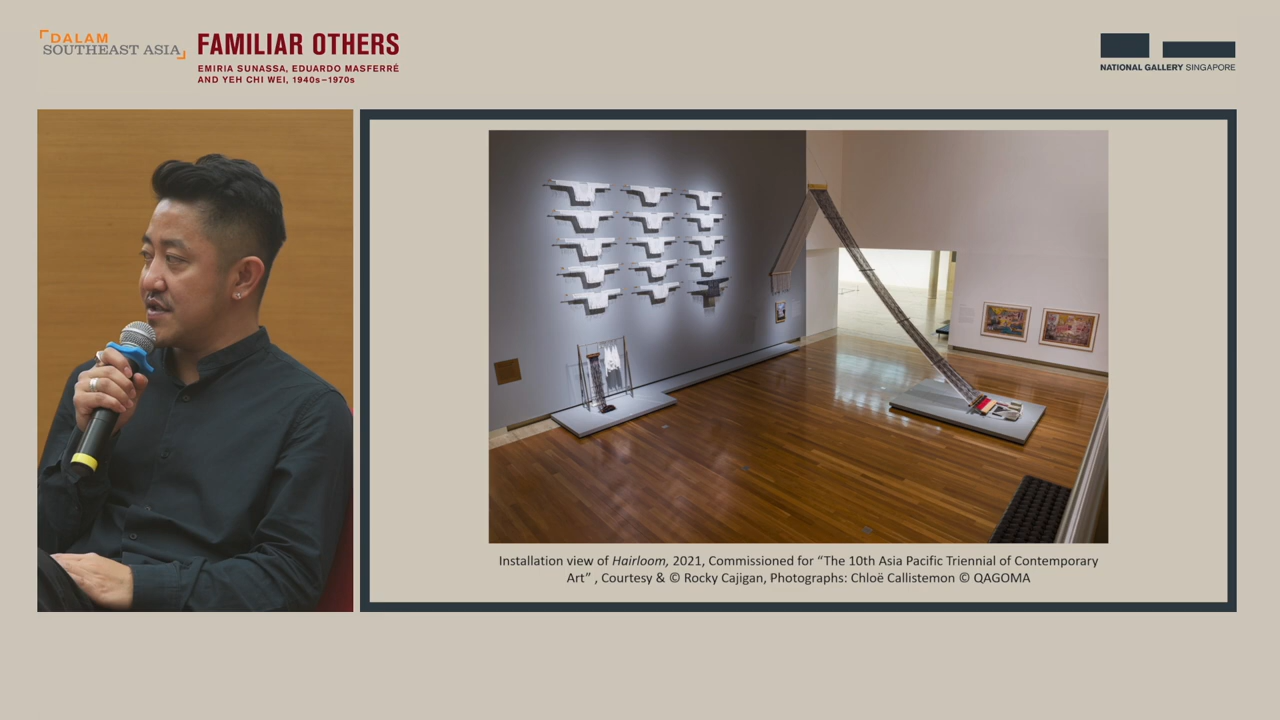 DALAM
SOUTHEAST ASIA
FAMILIAR OTHERS
EMIRIA SUNASSA, EDUARDO MASFERRÉ
AND YEH CHI WEI, 1940s–1970s
NATIONAL GALLERY SINGAPORE
Installation view of Hairloom, 2021, Commissioned for “The 10th Asia Pacific Triennial of Contemporary
Art” , Courtesy & © Rocky Cajigan, Photographs: Chloë Callistemon © QAGOMA